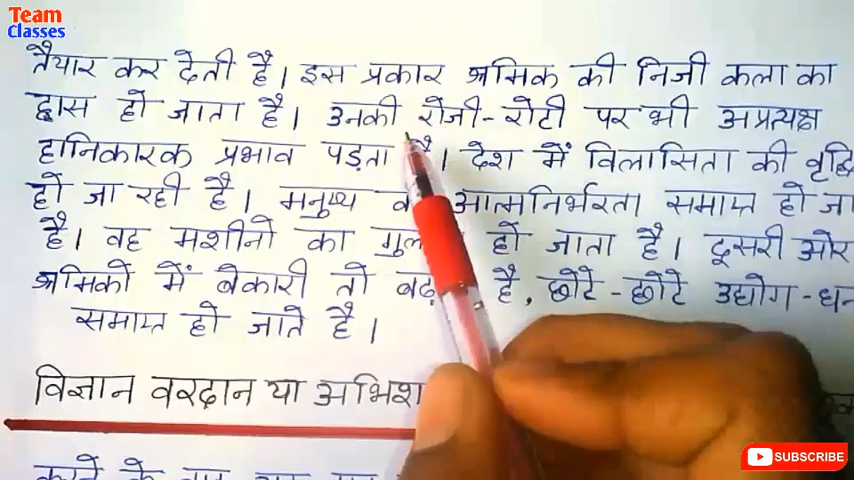 Team
Classes
तैयार कर देती है। इस प्रकार श्रमिक की निजी कला का
ह्रास हो जाता है। उनकी रोजी-रोटी पर भी अप्रत्यक्ष
हानिकारक प्रभाव पड़ता है। देश में विलासिता की वृद्धि
हो जा रही है। मनुष्य आत्मनिर्भरता समाप्त हो जा
है। वह मशीनो का हो जाता है। दूसरी ओर
श्रमिको में बेकारी तो है, छोटे-छोटे उद्योग-धन
समाप्त हो जाते है।
विज्ञान वरदान या अभिश
SUBSCRIBE